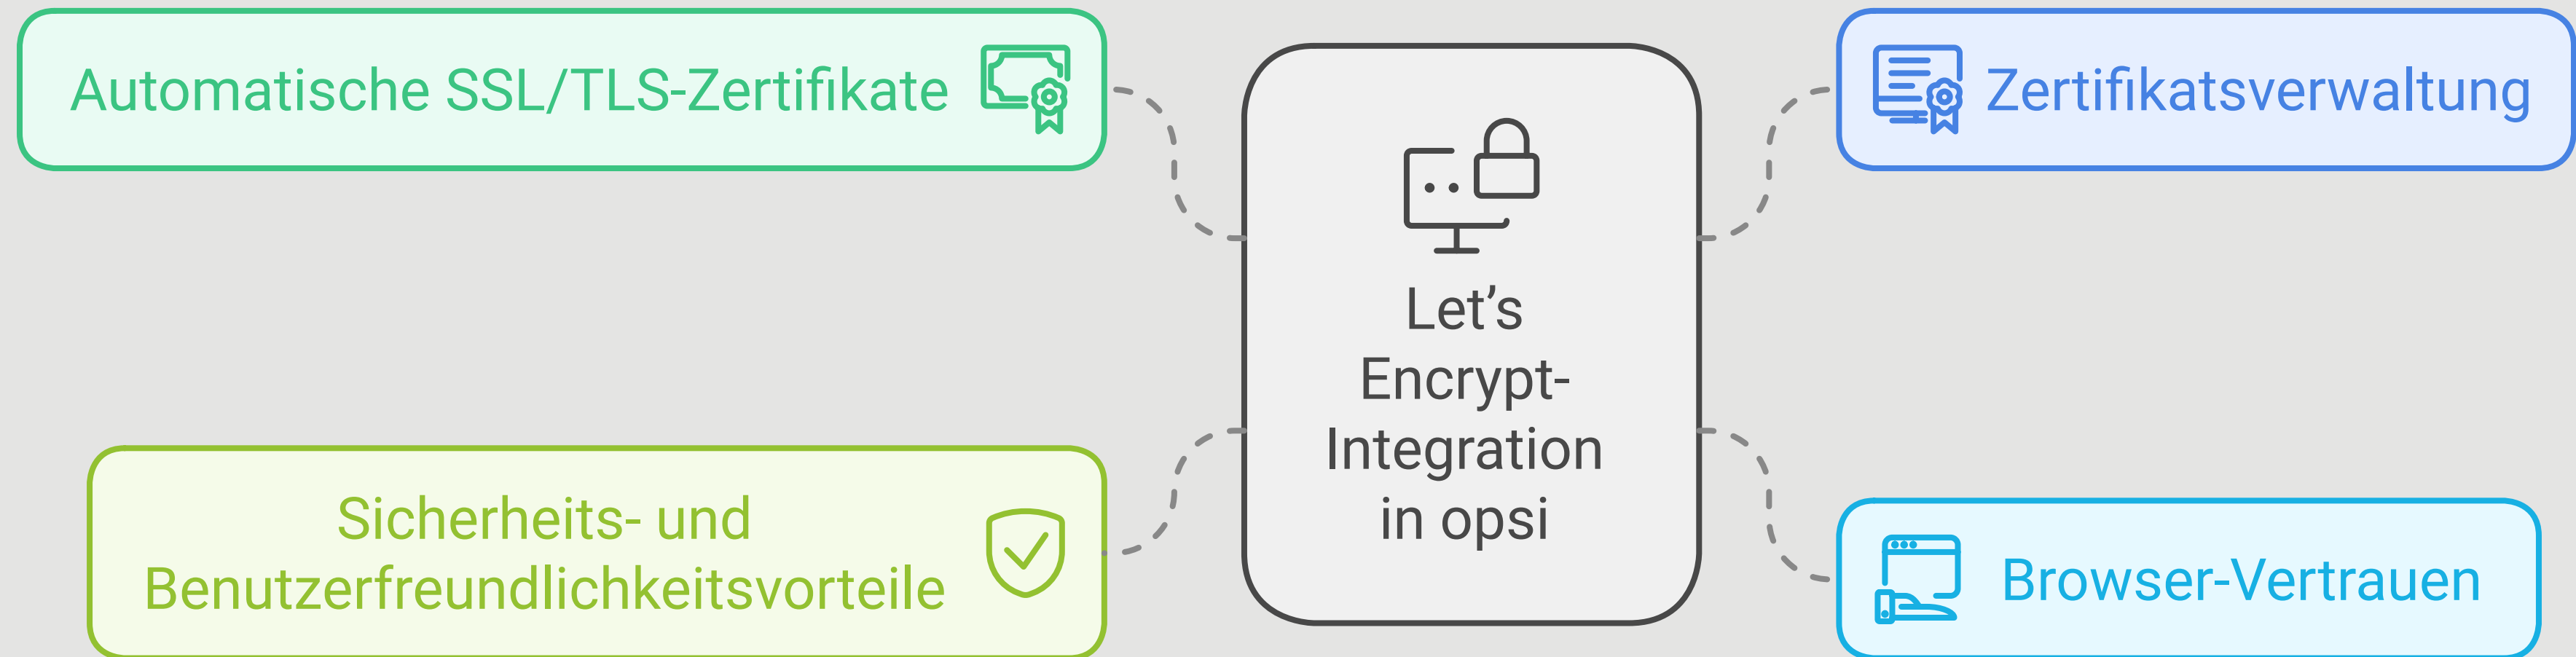 Automatische SSL/TLS-Zertifikate
Zertifikatsverwaltung
Let’s
Encrypt-
Integration
in opsi
Sicherheits- und
Benutzerfreundlichkeitsvorteile
Browser-Vertrauen